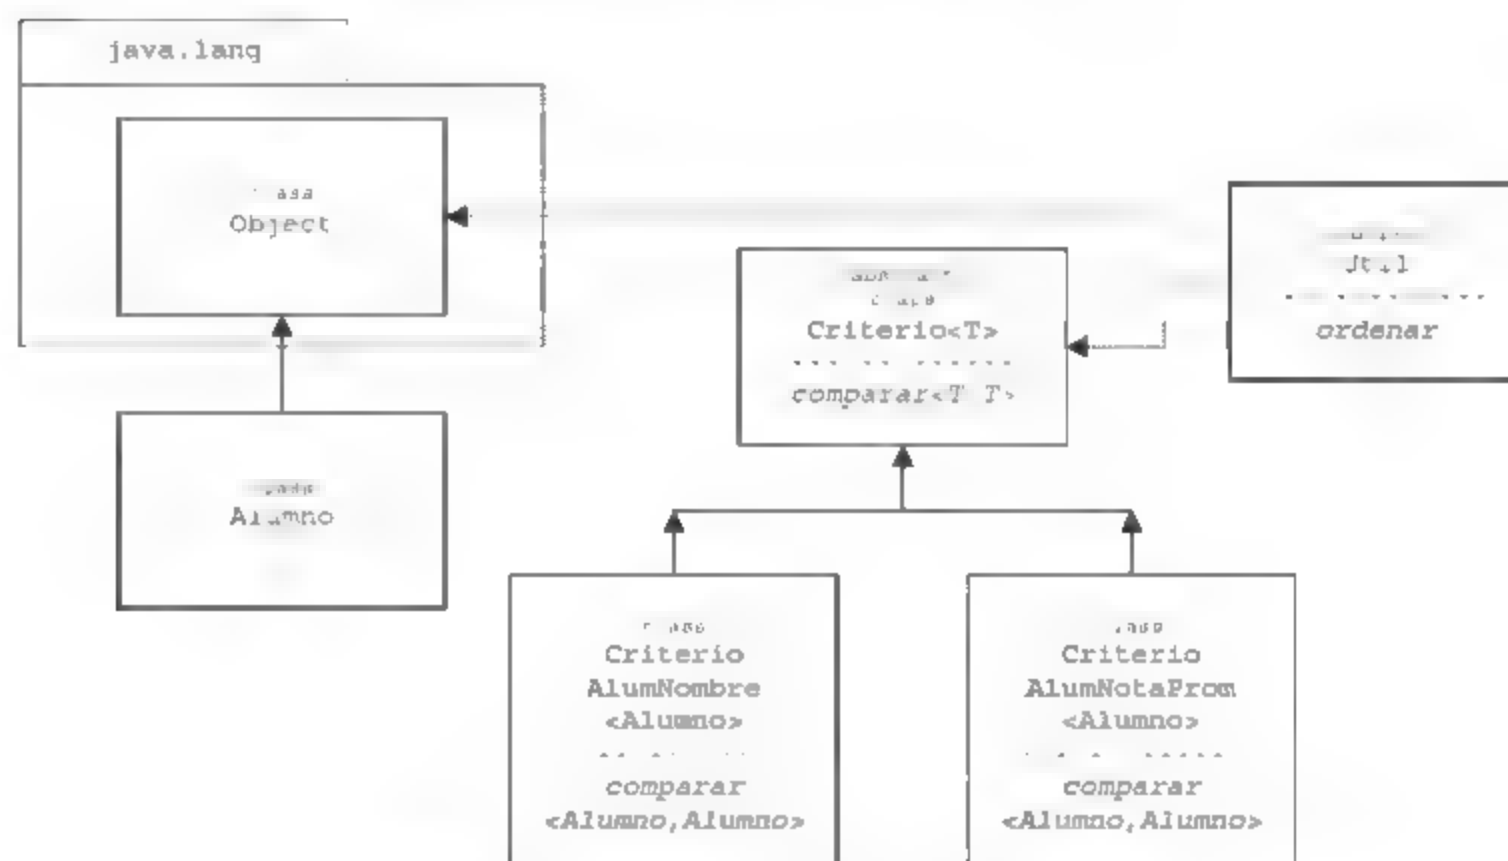 java.lang
Object
Util
ordenar
Criterio<T>
comparar<T T>
Alumno
Criterio
AlumNombre
<Alumno>
comparar
<Alumno,Alumno>
Criterio
AlumNotaProm
<Alumno>
comparar
<Alumno,Alumno>